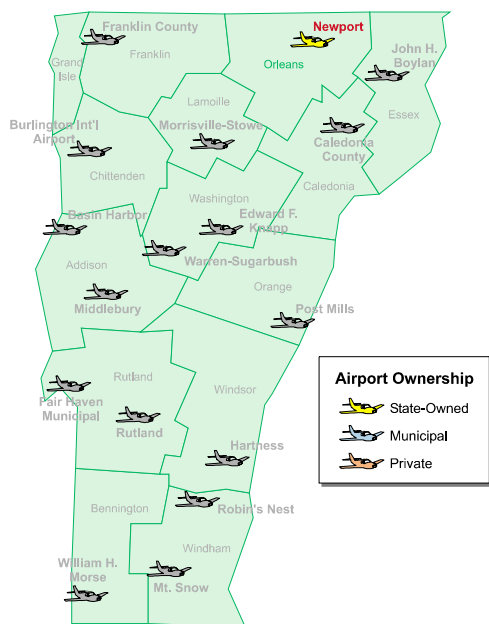 Franklin County
Newport
Franklin
Grand
Isle
Orleans
John H.
Boylan
Lamoille
Essex
Burlington Int'l
Airport
Morrisville-Stowe
Caledonia
County
Chittenden
Caledonia
Washington
Basin Harbor
Edward F.
Knapp
Addison
Warren-Sugarbush
Orange
Middlebury
Post Mills
Rutland
Windsor
Fair Haven
Municipal
Rutland
Hartness
Airport Ownership
State-Owned
Municipal
Private
Bennington
Robin's Nest
Windham
William H.
Morse
Mt. Snow